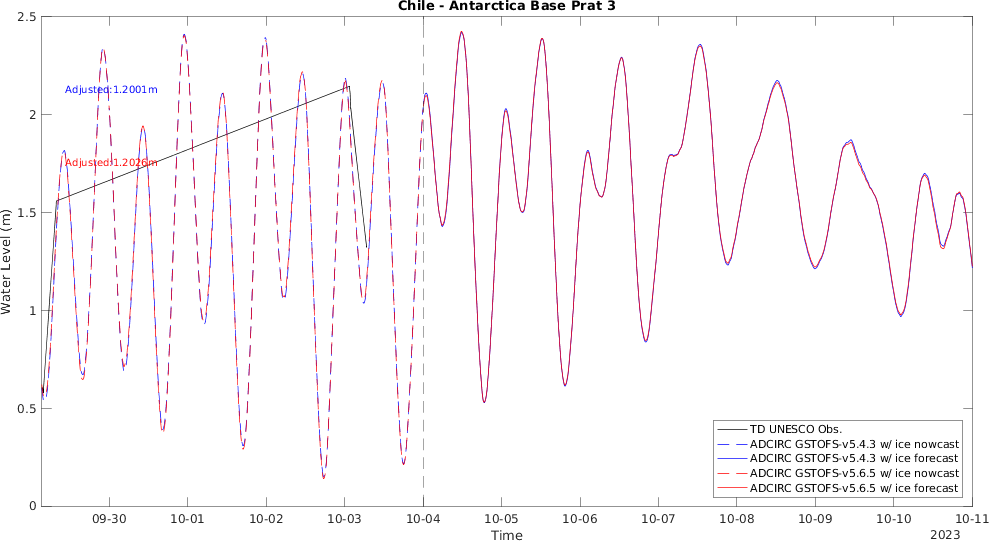 Chile - Antarctica Base Prat 3
2.5
2
1.5
1
0.5
0
Water Level (m)
Adjusted:1.2001m
Adjusted:1.2026m
TD UNESCO Obs.
ADCIRC GSTOFS-v5.4.3 w/ ice nowcast
ADCIRC GSTOFS-v5.4.3 w/ ice forecast
ADCIRC GSTOFS-v5.6.5 w/ ice nowcast
ADCIRC GSTOFS-v5.6.5 w/ ice forecast
09-30 10-01 10-02 10-03 10-04 10-05 10-06 10-07 10-08 10-09 10-10 10-11
Time
2023